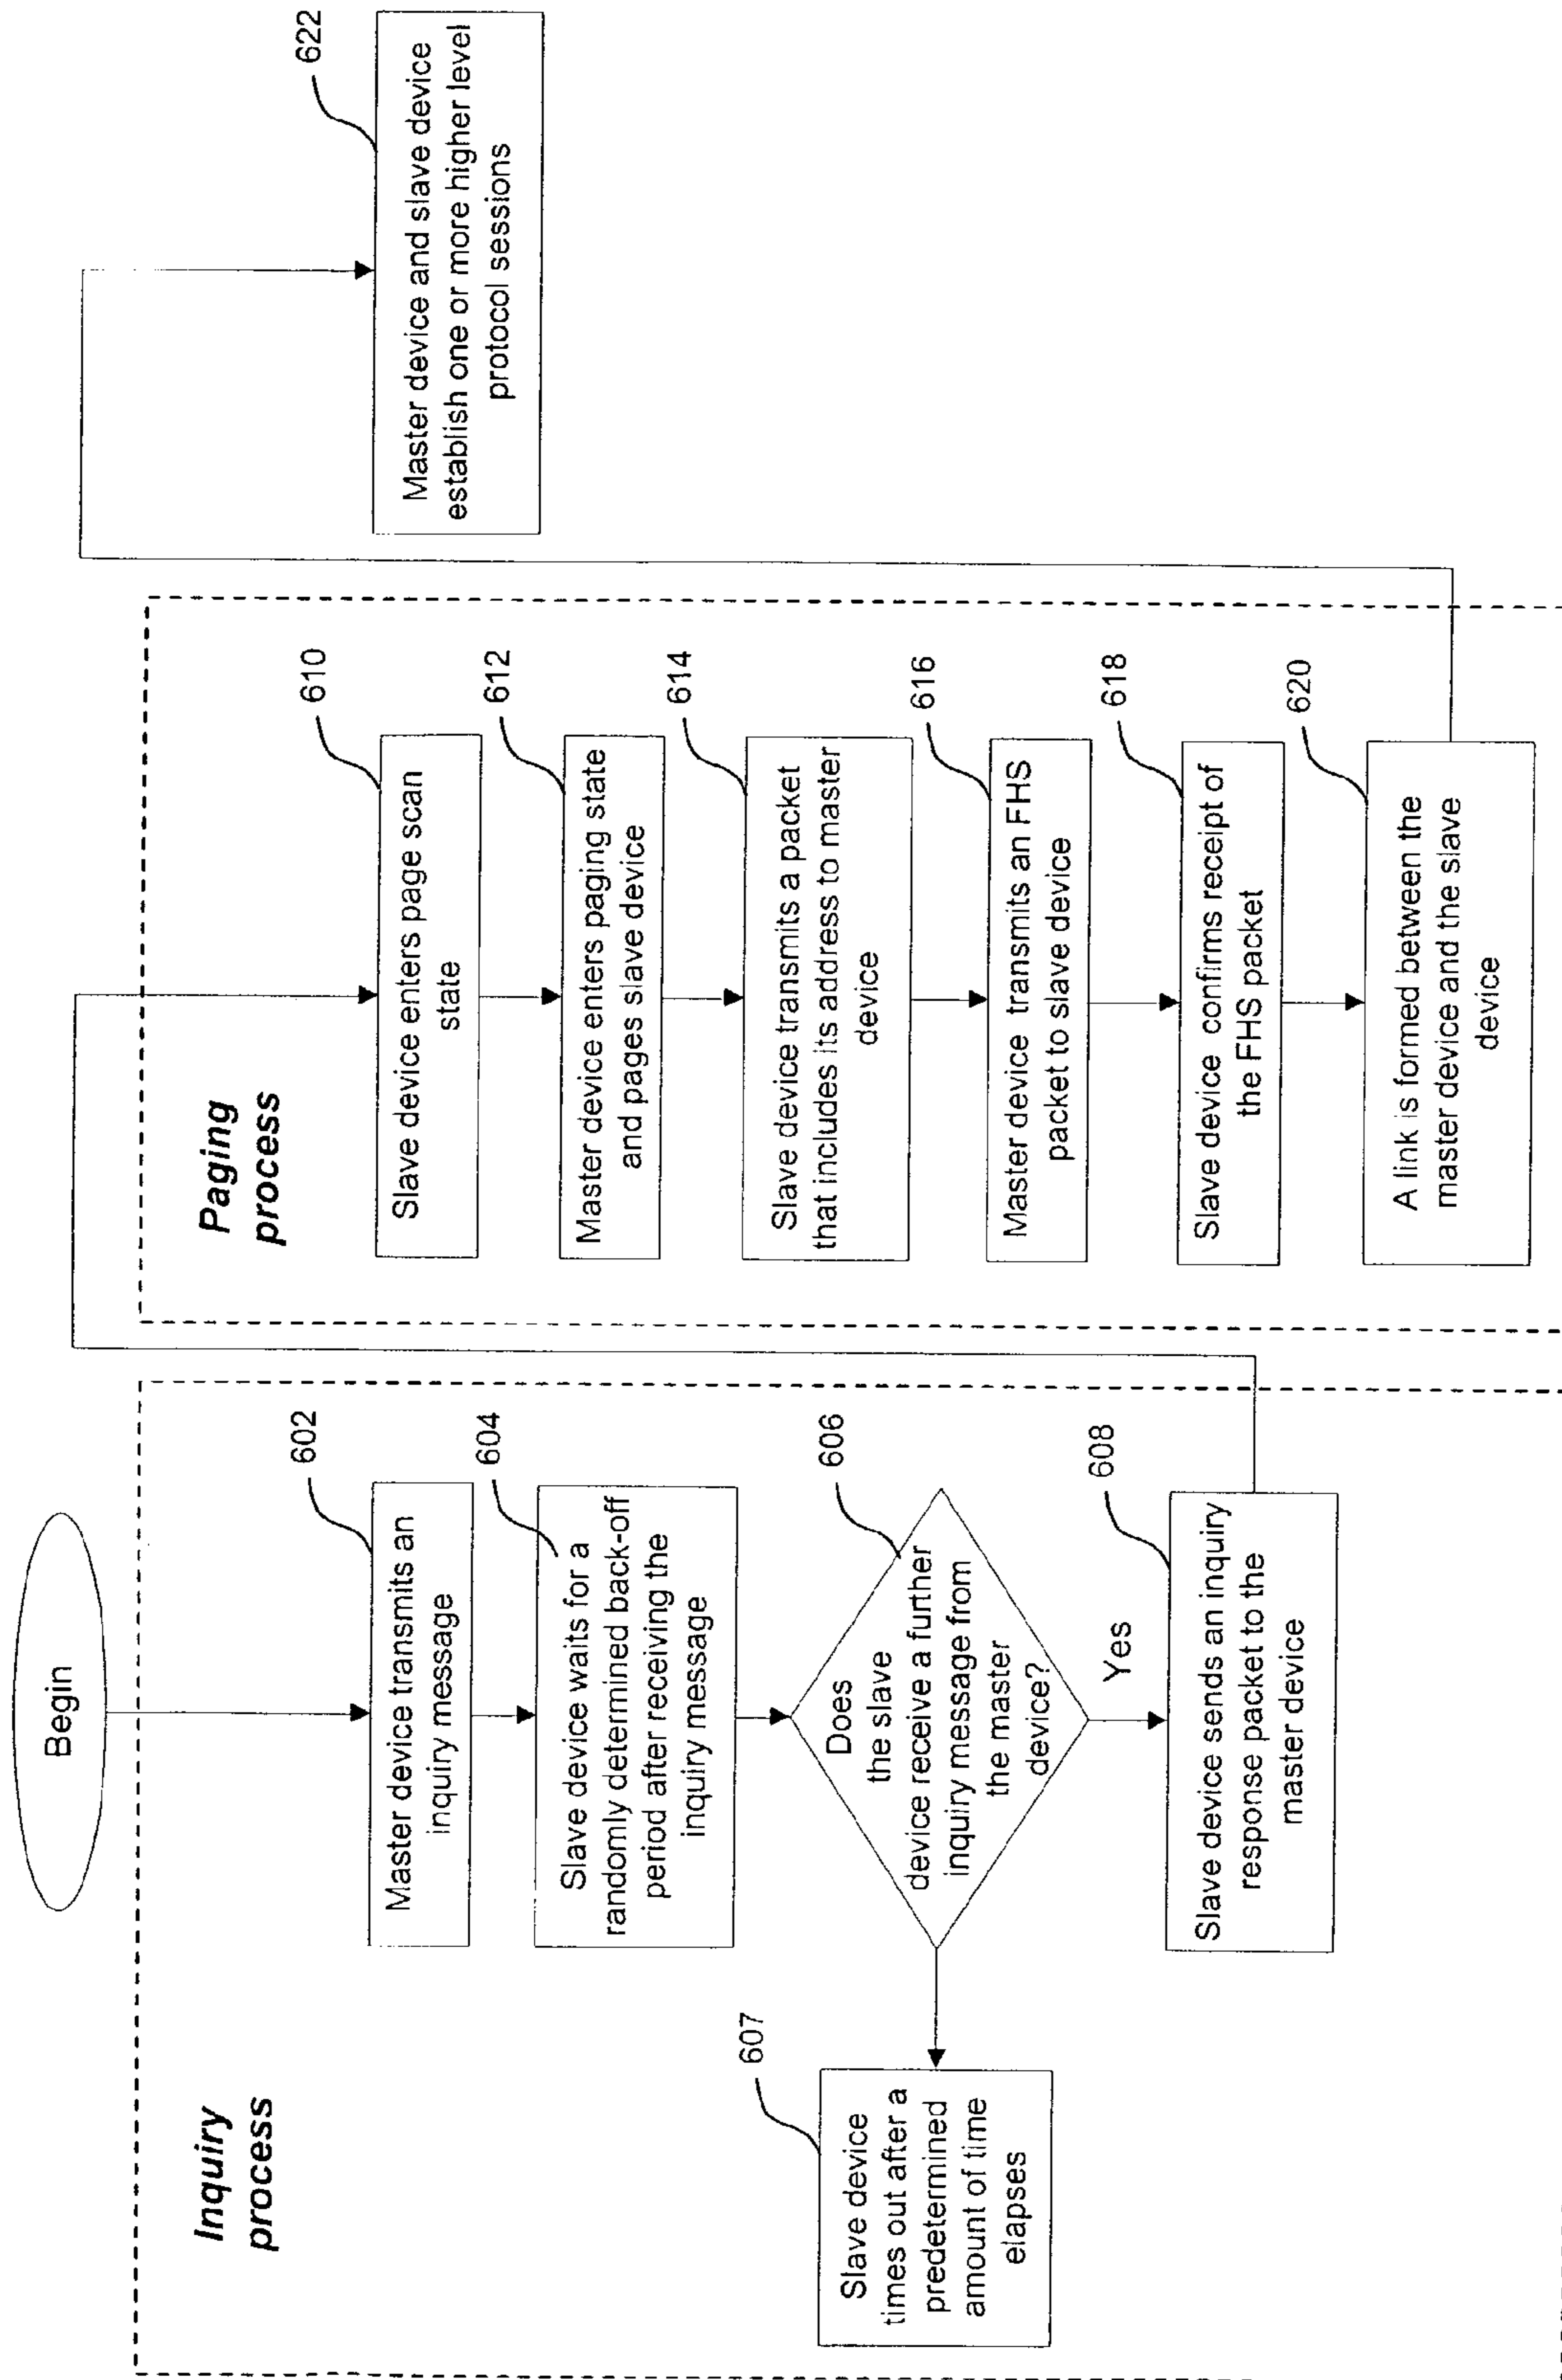 Begin
Inquiry
process
602
Master device transmits an
inquiry message
604
Slave device waits for a
randomly determined back-off
period after receiving the
inquiry message
606
Does
the slave
device receive a further
inquiry message from
the master
device?
607
Slave device
times out after a
predetermined
amount of time
elapses
Yes
608
Slave device sends an inquiry
response packet to the
master device
Paging
process
610
Slave device enters page scan
state
612
Master device enters paging state
and pages slave device
614
Slave device transmits a packet
that includes its address to master
device
616
Master device transmits an FHS
packet to slave device
618
Slave device confirms receipt of
the FHS packet
620
A link is formed between the
master device and the slave
device
622
Master device and slave device
establish one or more higher level
protocol sessions